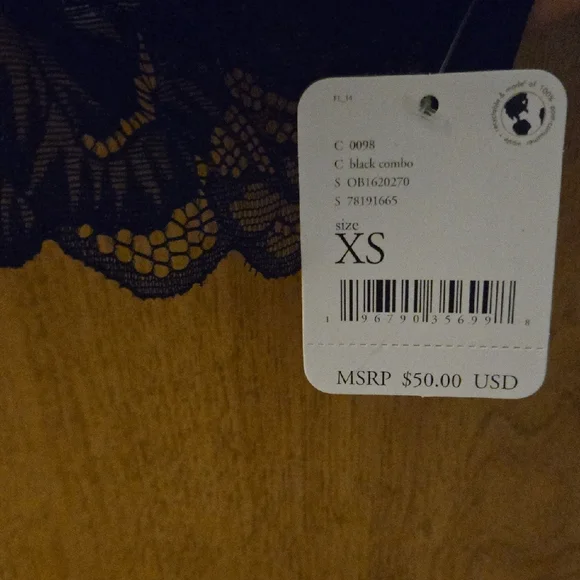 C 0098
C black combo
S OB1620270
S 78191665
size
XS
1 96790 35699 8
MSRP $50.00 USD